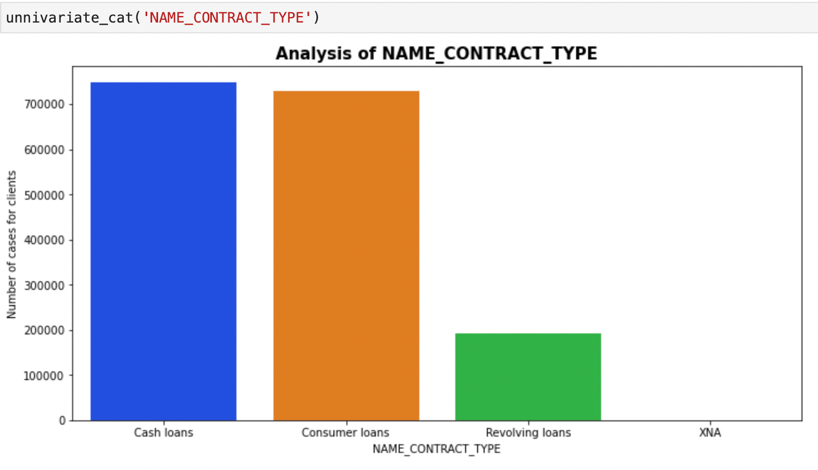 unnivariate_cat('NAME_CONTRACT_TYPE')
Analysis of NAME_CONTRACT_TYPE
Number of cases for clients
700000
600000
500000
400000
300000
200000
100000
0
Cash loans Consumer loans Revolving loans XNA
NAME_CONTRACT_TYPE